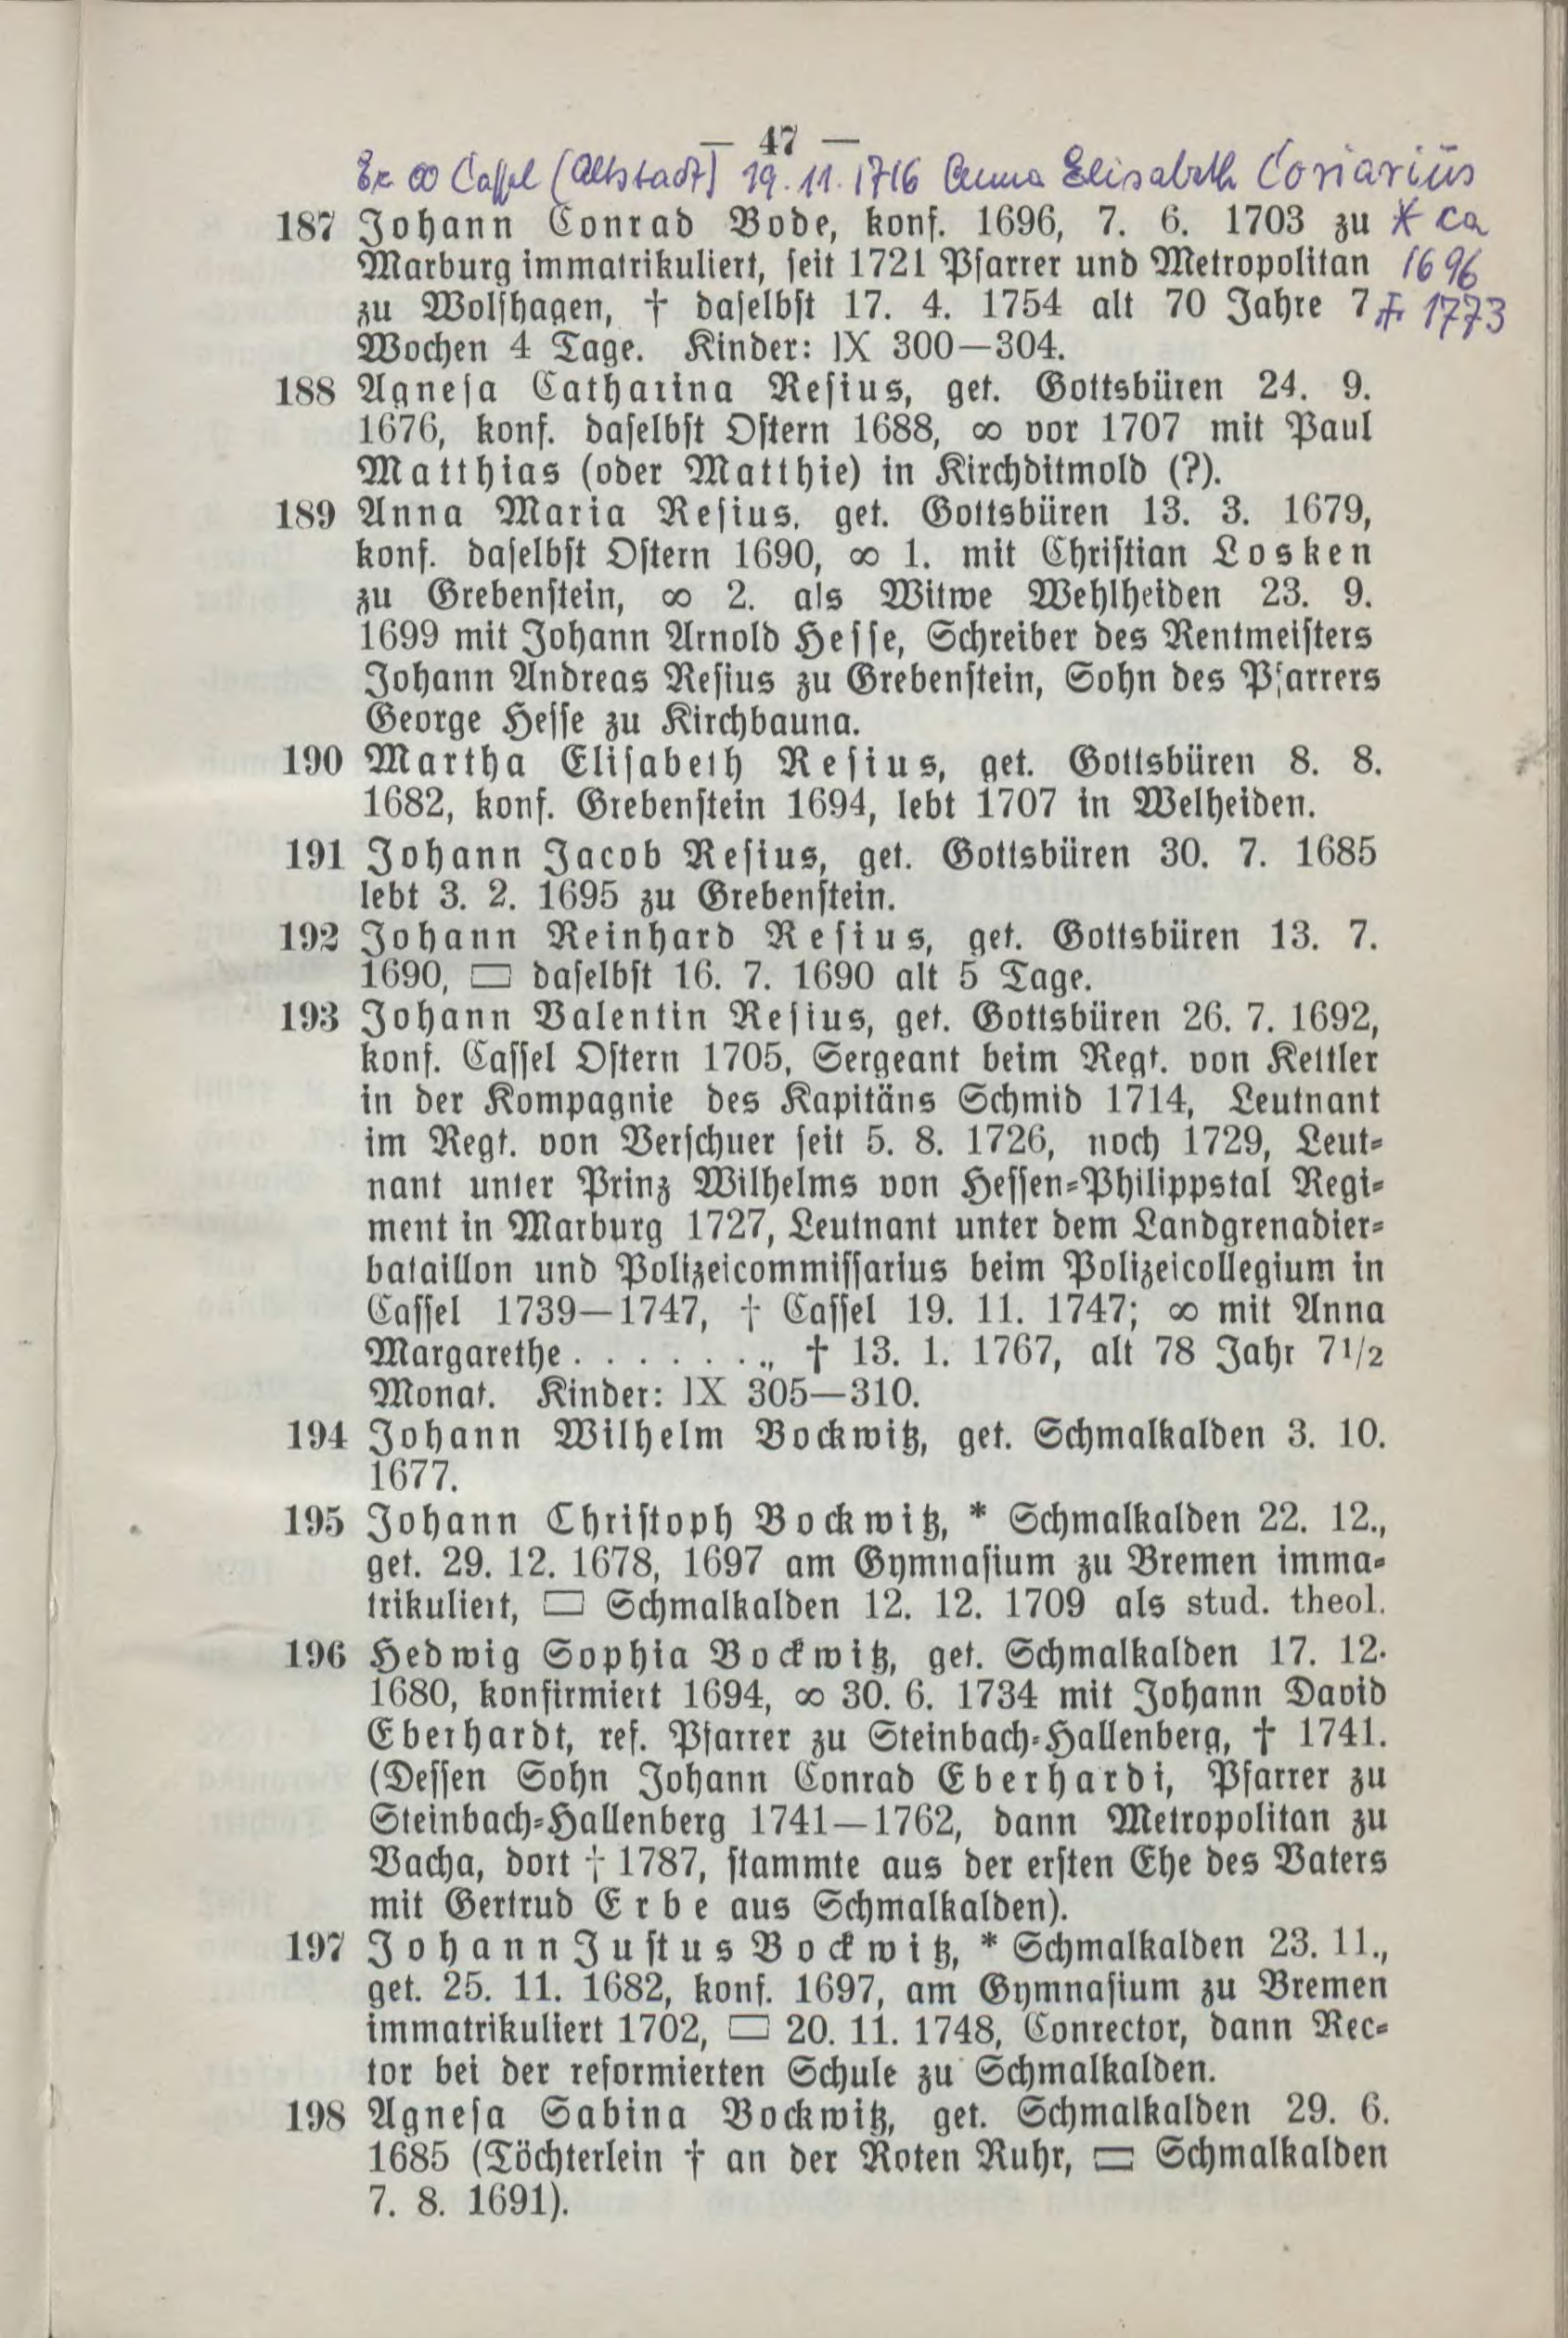 — 47 —
Er ∞ Cassel (Altstadt) 19. 11. 1716 Anna Elisabeth Coriarius
187 Johann Conrad Bode, konf. 1696, 7. 6. 1703 zu * ca
Marburg immatrikuliert, seit 1721 Pfarrer und Metropolitan 1696
zu Wolfhagen, † daselbst 17. 4. 1754 alt 70 Jahre 7 † 1773
Wochen 4 Tage. Kinder: IX 300—304.
188 Agnesa Catharina Resius, get. Gottsbüren 24. 9.
1676, konf. daselbst Ostern 1688, ∞ vor 1707 mit Paul
Matthias (oder Matthie) in Kirchditmold (?).
189 Anna Maria Resius, get. Gottsbüren 13. 3. 1679,
konf. daselbst Ostern 1690, ∞ 1. mit Christian Losken
zu Grebenstein, ∞ 2. als Witwe Wehlheiden 23. 9.
1699 mit Johann Arnold Hesse, Schreiber des Rentmeisters
Johann Andreas Resius zu Grebenstein, Sohn des Pfarrers
George Hesse zu Kirchbauna.
190 Martha Elisabeth Resius, get. Gottsbüren 8. 8.
1682, konf. Grebenstein 1694, lebt 1707 in Welheiden.
191 Johann Jacob Resius, get. Gottsbüren 30. 7. 1685
lebt 3. 2. 1695 zu Grebenstein.
192 Johann Reinhard Resius, get. Gottsbüren 13. 7.
1690, ▭ daselbst 16. 7. 1690 alt 5 Tage.
193 Johann Valentin Resius, get. Gottsbüren 26. 7. 1692,
konf. Cassel Ostern 1705, Sergeant beim Regt. von Kettler
in der Kompagnie des Kapitäns Schmid 1714, Leutnant
im Regt. von Verschuer seit 5. 8. 1726, noch 1729, Leut-
nant unter Prinz Wilhelms von Hessen-Philippstal Regi-
ment in Marburg 1727, Leutnant unter dem Landgrenadier-
bataillon und Polizeicommissarius beim Polizeicollegium in
Cassel 1739—1747, † Cassel 19. 11. 1747; ∞ mit Anna
Margarethe . . . . . . . ., † 13. 1. 1767, alt 78 Jahr 7 1/2
Monat. Kinder: IX 305—310.
194 Johann Wilhelm Bockwitz, get. Schmalkalden 3. 10.
1677.
195 Johann Christoph Bockwitz, * Schmalkalden 22. 12.,
get. 29. 12. 1678, 1697 am Gymnasium zu Bremen imma-
trikuliert, ▭ Schmalkalden 12. 12. 1709 als stud. theol.
196 Hedwig Sophia Bockwitz, get. Schmalkalden 17. 12.
1680, konfirmiert 1694, ∞ 30. 6. 1734 mit Johann David
Eberhardt, ref. Pfarrer zu Steinbach-Hallenberg, † 1741.
(Dessen Sohn Johann Conrad Eberhardi, Pfarrer zu
Steinbach-Hallenberg 1741—1762, dann Metropolitan zu
Vacha, dort † 1787, stammte aus der ersten Ehe des Vaters
mit Gertrud Erbe aus Schmalkalden).
197 Johann Justus Bockwitz, * Schmalkalden 23. 11.,
get. 25. 11. 1682, konf. 1697, am Gymnasium zu Bremen
immatrikuliert 1702, ▭ 20. 11. 1748, Conrector, dann Rec-
tor bei der reformierten Schule zu Schmalkalden.
198 Agnesa Sabina Bockwitz, get. Schmalkalden 29. 6.
1685 (Töchterlein † an der Roten Ruhr, ▭ Schmalkalden
7. 8. 1691).